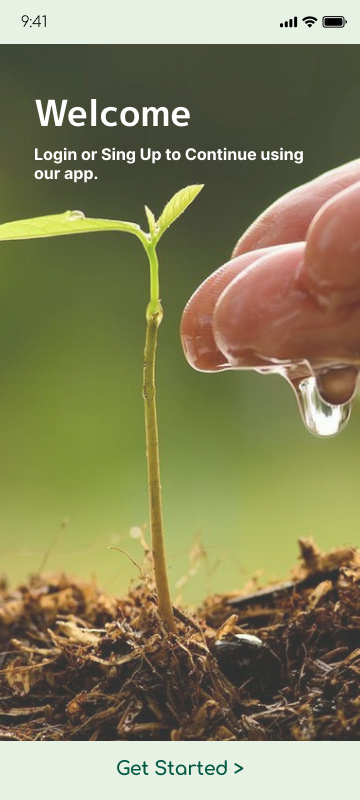 9:41
Welcome
Login or Sing Up to Continue using
our app.
Get Started >